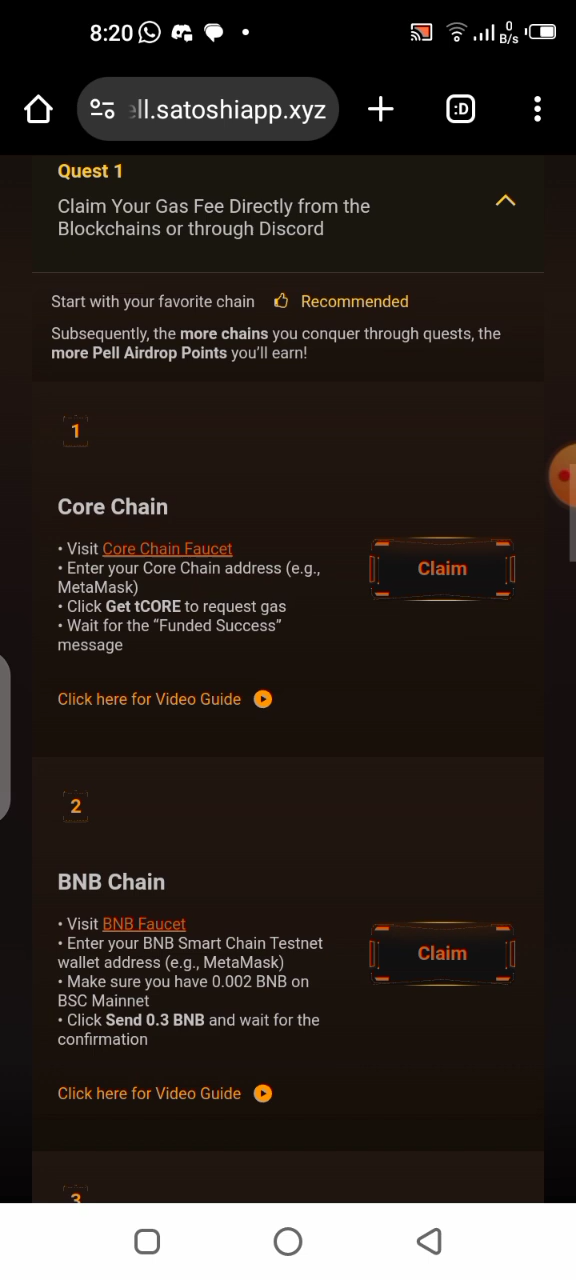 8:20
0
B/s
ell.satoshiapp.xyz
:D
Quest 1
Claim Your Gas Fee Directly from the
Blockchains or through Discord
Start with your favorite chain Recommended
Subsequently, the more chains you conquer through quests, the
more Pell Airdrop Points you’ll earn!
1
Core Chain
• Visit Core Chain Faucet
• Enter your Core Chain address (e.g.,
MetaMask)
• Click Get tCORE to request gas
• Wait for the “Funded Success”
message
Claim
Click here for Video Guide
2
BNB Chain
• Visit BNB Faucet
• Enter your BNB Smart Chain Testnet
wallet address (e.g., MetaMask)
• Make sure you have 0.002 BNB on
BSC Mainnet
• Click Send 0.3 BNB and wait for the
confirmation
Claim
Click here for Video Guide
3